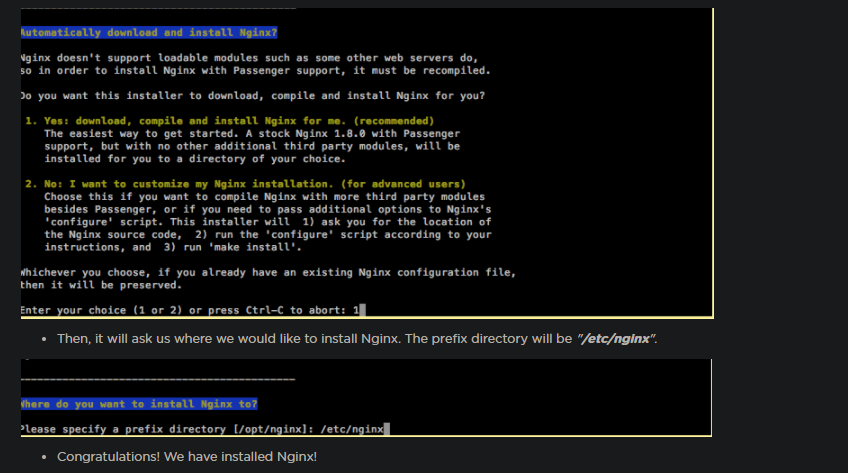 Automatically download and install Nginx?
Nginx doesn't support loadable modules such as some other web servers do,
so in order to install Nginx with Passenger support, it must be recompiled.
Do you want this installer to download, compile and install Nginx for you?
1. Yes: download, compile and install Nginx for me. (recommended)
The easiest way to get started. A stock Nginx 1.8.0 with Passenger
support, but with no other additional third party modules, will be
installed for you to a directory of your choice.
2. No: I want to customize my Nginx installation. (for advanced users)
Choose this if you want to compile Nginx with more third party modules
besides Passenger, or if you need to pass additional options to Nginx's
'configure' script. This installer will  1) ask you for the location of
the Nginx source code,  2) run the 'configure' script according to your
instructions, and  3) run 'make install'.
Whichever you choose, if you already have an existing Nginx configuration file,
then it will be preserved.
Enter your choice (1 or 2) or press Ctrl-C to abort: 1
• Then, it will ask us where we would like to install Nginx. The prefix directory will be "/etc/nginx".
Where do you want to install Nginx to?
Please specify a prefix directory [/opt/nginx]: /etc/nginx
• Congratulations! We have installed Nginx!